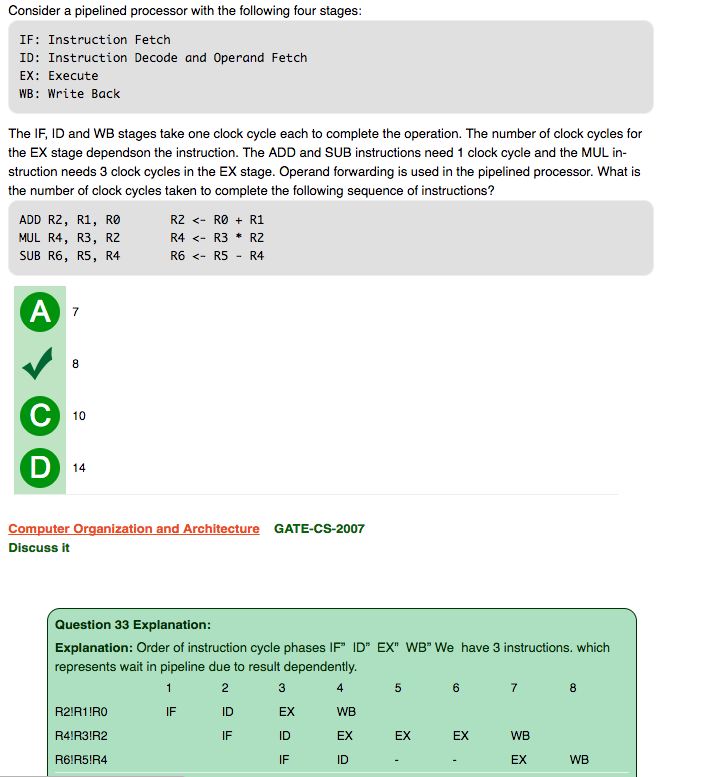 Consider a pipelined processor with the following four stages:
IF: Instruction Fetch
ID: Instruction Decode and Operand Fetch
EX: Execute
WB: Write Back
The IF, ID and WB stages take one clock cycle each to complete the operation. The number of clock cycles for
the EX stage dependson the instruction. The ADD and SUB instructions need 1 clock cycle and the MUL in-
struction needs 3 clock cycles in the EX stage. Operand forwarding is used in the pipelined processor. What is
the number of clock cycles taken to complete the following sequence of instructions?
ADD R2, R1, R0 R2 <- R0 + R1
MUL R4, R3, R2 R4 <- R3 * R2
SUB R6, R5, R4 R6 <- R5 - R4
A 7
8
C 10
D 14
Computer Organization and Architecture GATE-CS-2007
Discuss it
Question 33 Explanation:
Explanation: Order of instruction cycle phases IF” ID” EX” WB” We have 3 instructions. which
represents wait in pipeline due to result dependently.
1 2 3 4 5 6 7 8
R2!R1!R0 IF ID EX WB
R4!R3!R2 IF ID EX EX EX WB
R6!R5!R4 IF ID - - EX WB